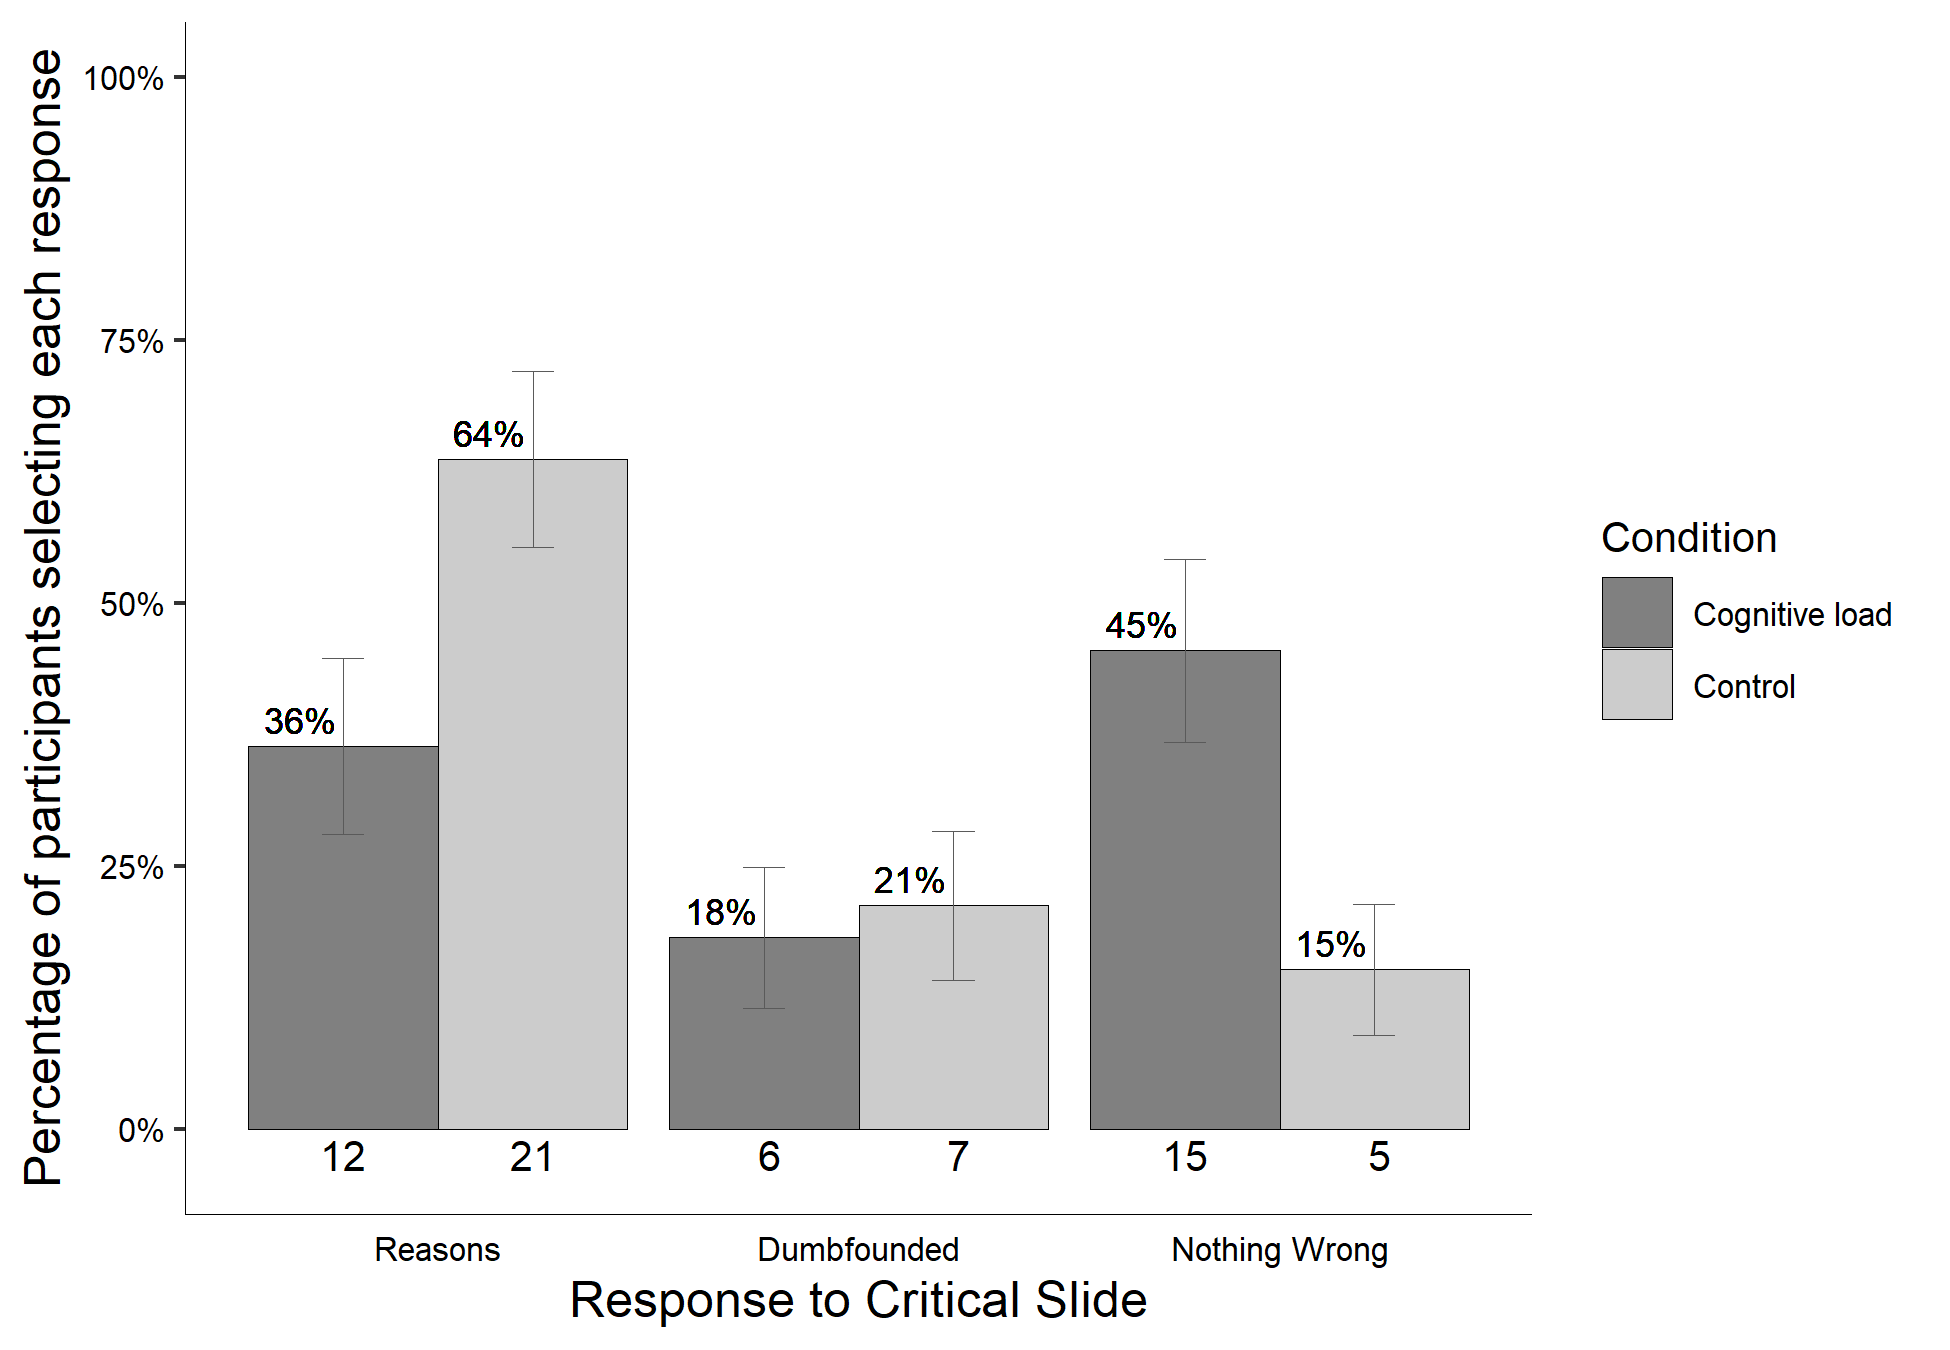 Percentage of participants selecting each response
100%
75%
50%
25%
0%
36%
64%
18%
21%
45%
15%
12
21
6
7
15
5
Reasons
Dumbfounded
Nothing Wrong
Response to Critical Slide
Condition
Cognitive load
Control